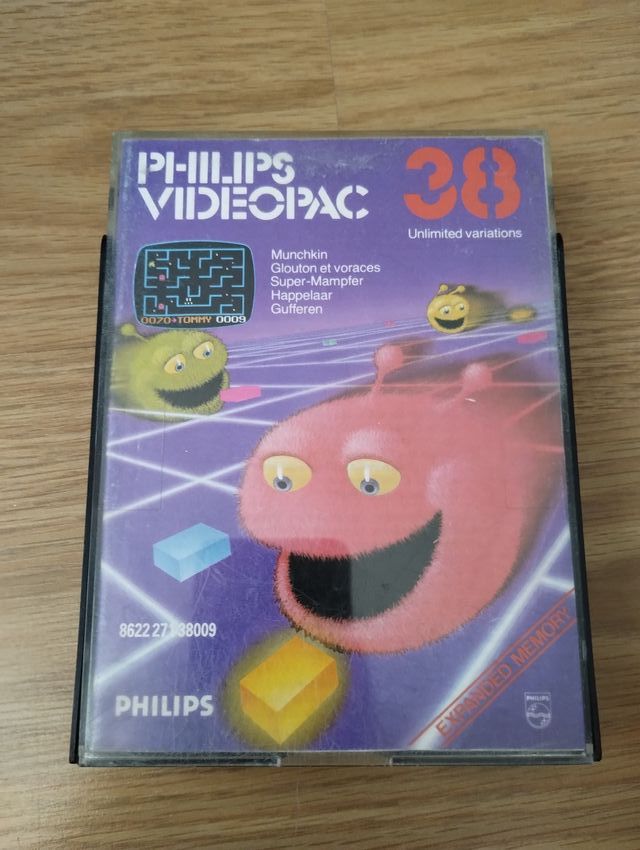 PHILIPS
VIDEOPAC
38
Unlimited variations
Munchkin
Glouton et voraces
Super-Mampfer
Happelaar
Gufferen
0070+TOMMY 0009
8622 271 38009
EXPANDED MEMORY
PHILIPS
PHILIPS